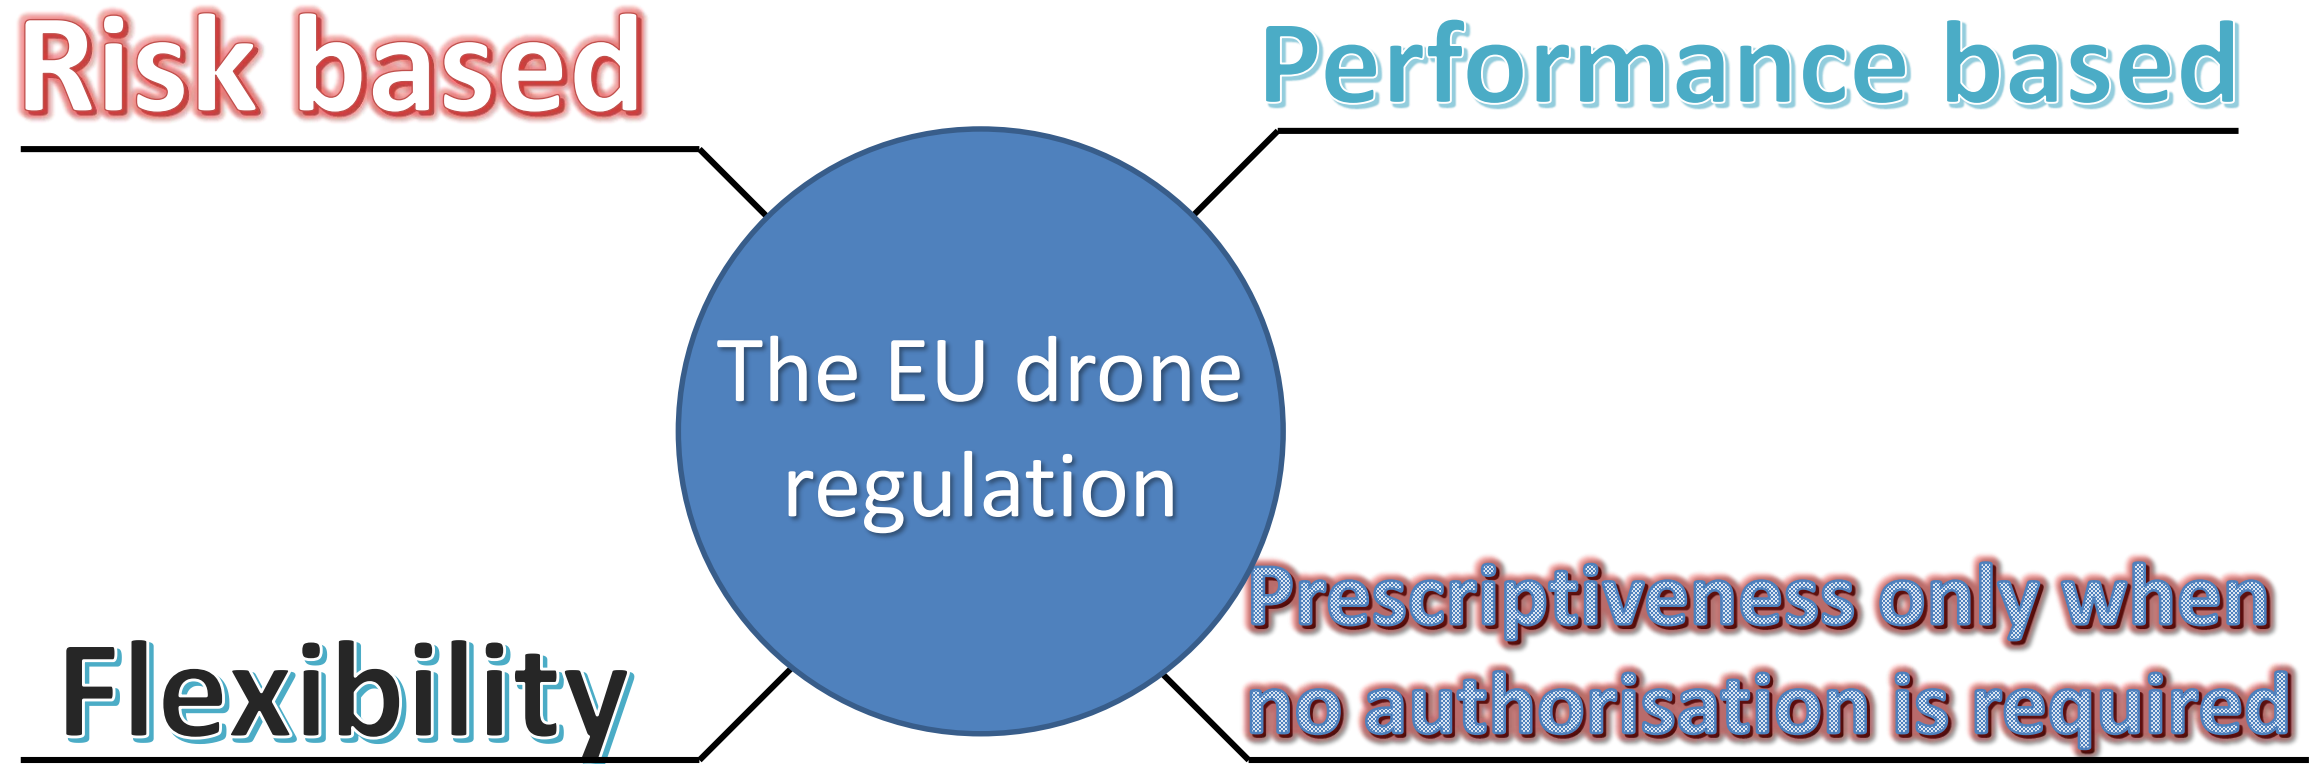 Risk based
Performance based
The EU drone
regulation
Flexibility
Prescriptiveness only when
no authorisation is required